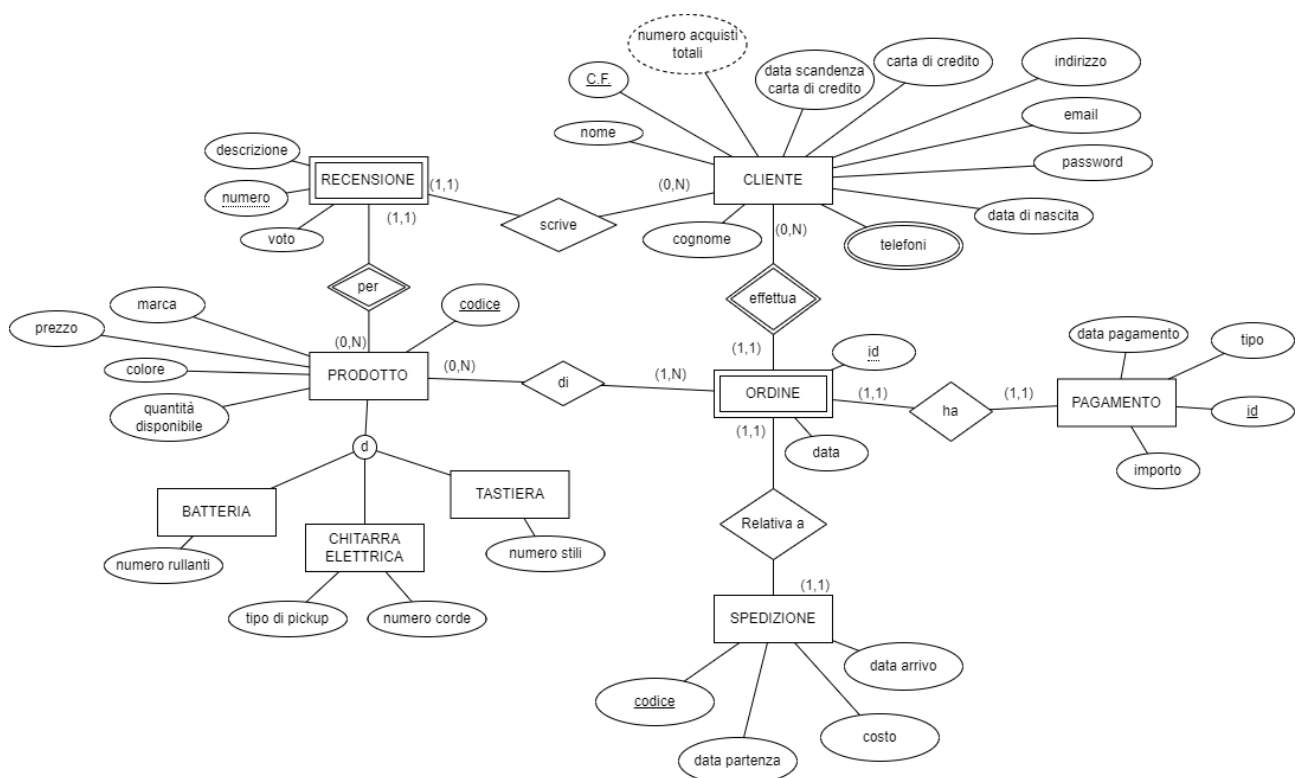 numero acquisti
totali
C.F.
data scandenza
carta di credito
carta di credito
indirizzo
nome
email
descrizione
password
RECENSIONE
(1,1)
(0,N)
CLIENTE
numero
(1,1)
scrive
cognome
(0,N)
data di nascita
voto
telefoni
per
effettua
marca
codice
prezzo
(0,N)
(1,1)
id
data pagamento
tipo
colore
PRODOTTO
(0,N)
di
(1,N)
ORDINE
(1,1)
ha
(1,1)
PAGAMENTO
id
quantità
disponibile
(1,1)
data
importo
d
BATTERIA
TASTIERA
CHITARRA
ELETTRICA
Relativa a
numero rullanti
numero stili
tipo di pickup
numero corde
(1,1)
SPEDIZIONE
data arrivo
codice
costo
data partenza